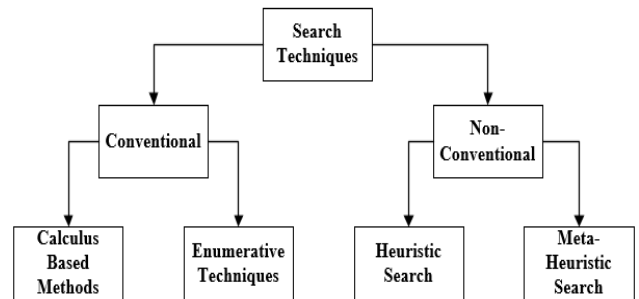 Search
Techniques
Conventional
Non-
Conventional
Calculus
Based
Methods
Enumerative
Techniques
Heuristic
Search
Meta-
Heuristic
Search